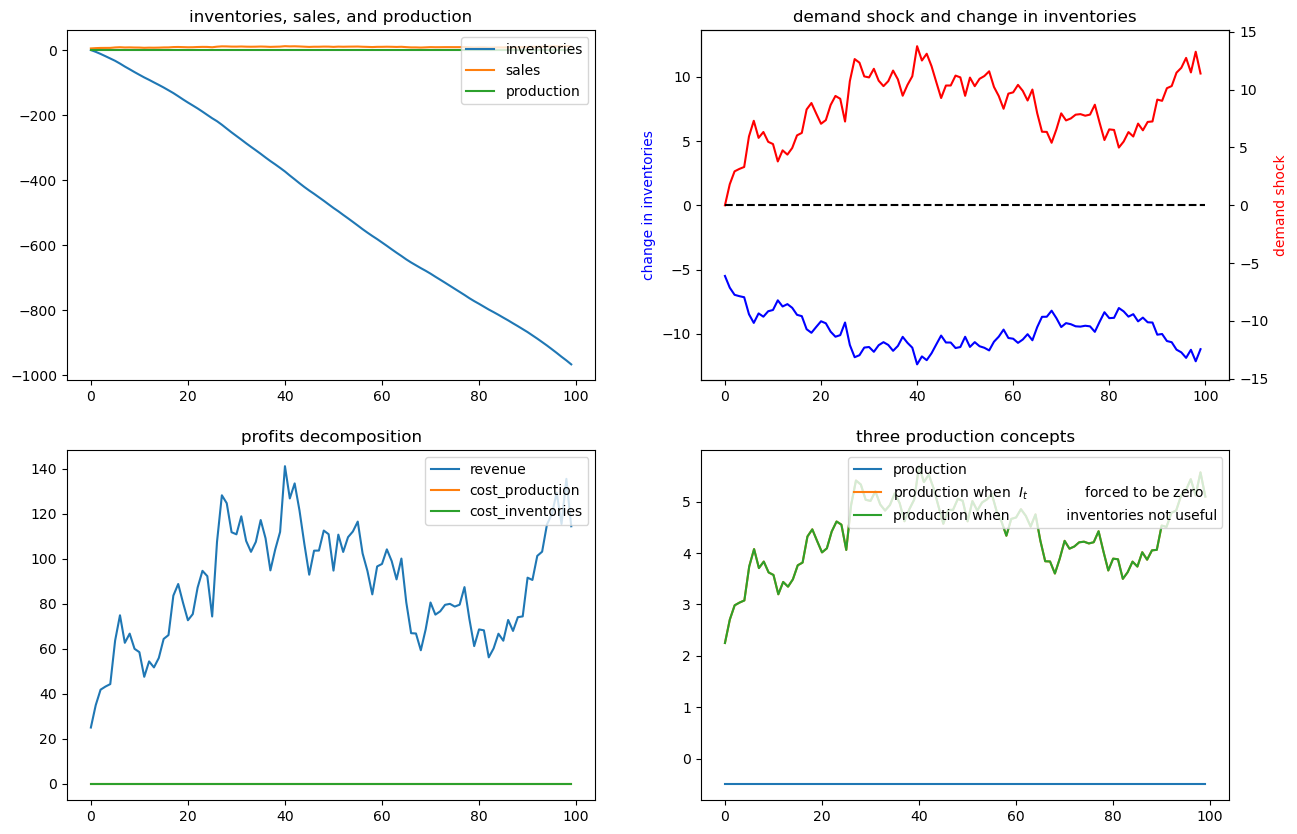 inventories, sales, and production
0
−200
−400
−600
−800
−1000
0 20 40 60 80 100
inventories
sales
production
demand shock and change in inventories
change in inventories
10
5
0
−5
−10
0 20 40 60 80 100
15
10
5
0
−5
−10
−15
demand shock
profits decomposition
140
120
100
80
60
40
20
0
0 20 40 60 80 100
revenue
cost_production
cost_inventories
three production concepts
5
4
3
2
1
0
0 20 40 60 80 100
production
production when I_t forced to be zero
production when inventories not useful